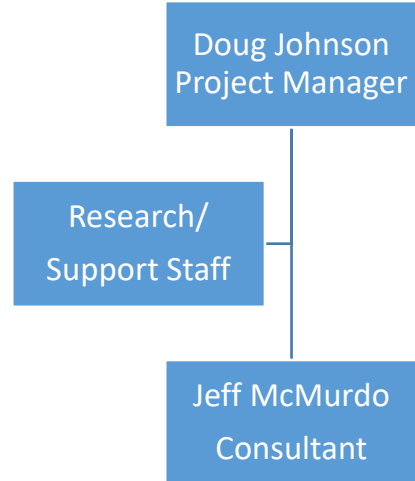 Doug Johnson
Project Manager
Research/
Support Staff
Jeff McMurdo
Consultant